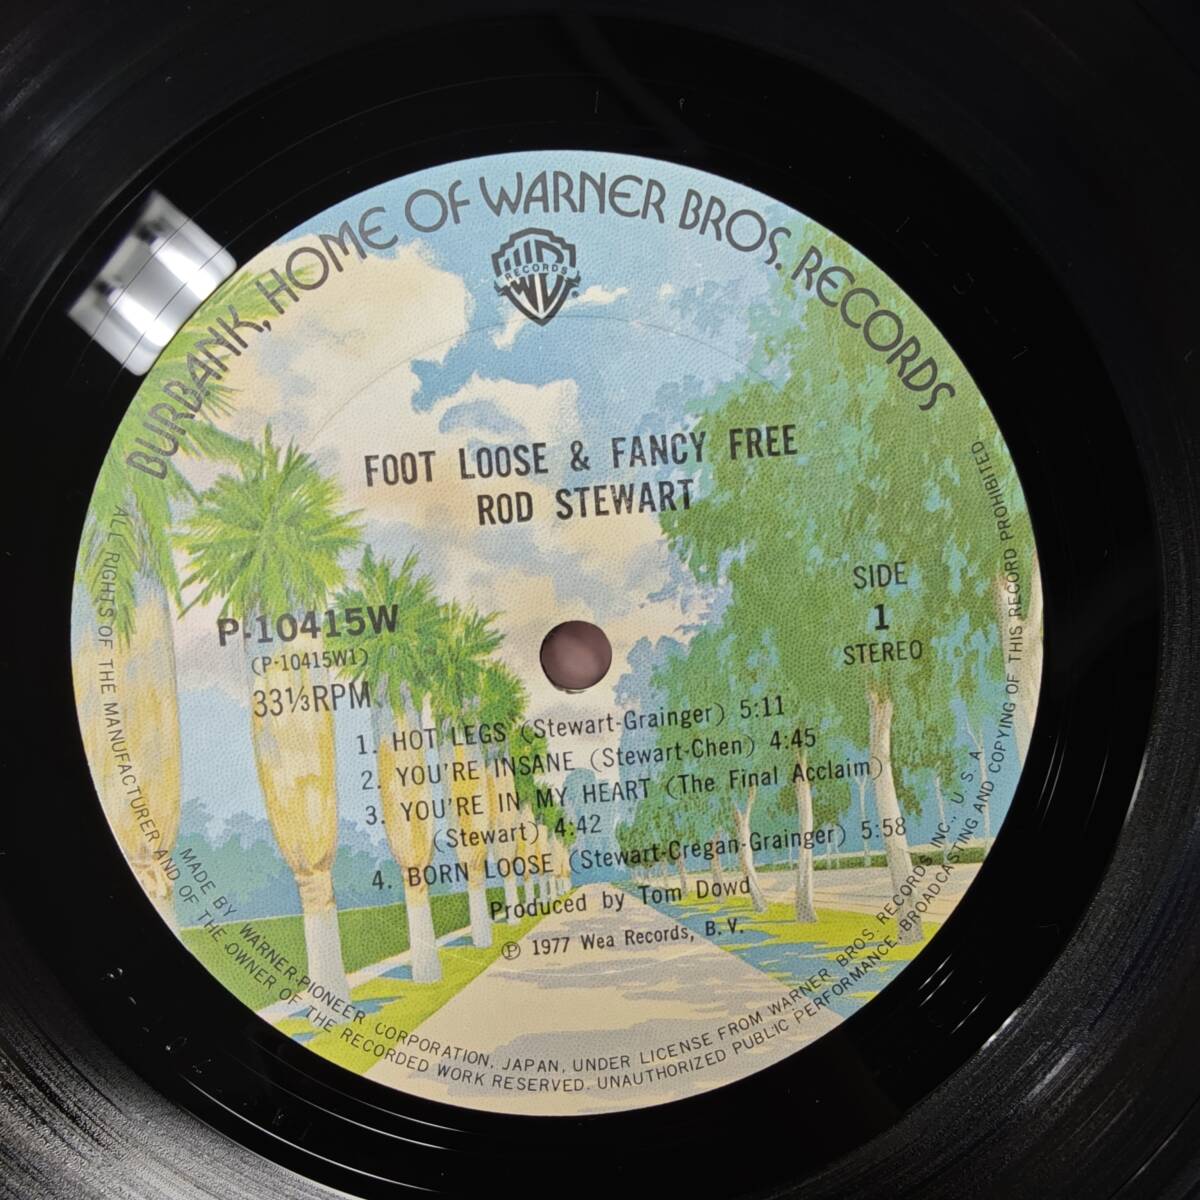 BURBANK, HOME OF WARNER BROS. RECORDS
W
RECORDS
®
FOOT LOOSE & FANCY FREE
ROD STEWART
P-10415W
(P-10415W1)
33⅓RPM
SIDE
1
STEREO
1. HOT LEGS (Stewart-Grainger) 5:11
2. YOU'RE INSANE (Stewart-Chen) 4:45
3. YOU'RE IN MY HEART (The Final Acclaim)
(Stewart) 4:42
4. BORN LOOSE (Stewart-Cregan-Grainger) 5:58
Produced by Tom Dowd
Ⓟ 1977 Wea Records, B.V.
MADE BY WARNER-PIONEER CORPORATION, JAPAN, UNDER LICENSE FROM WARNER BROS. RECORDS INC., U.S.A.
ALL RIGHTS OF THE MANUFACTURER AND OF THE OWNER OF THE RECORDED WORK RESERVED. UNAUTHORIZED PUBLIC PERFORMANCE, BROADCASTING AND COPYING OF THIS RECORD PROHIBITED